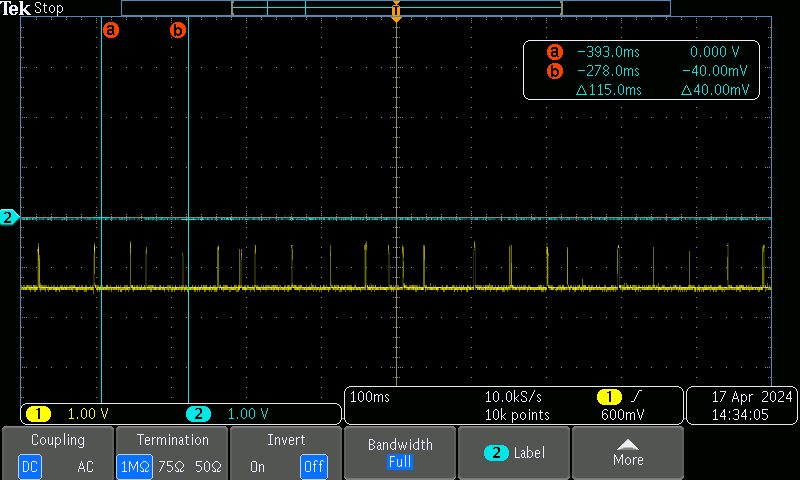 Tek Stop
T
a b
a -393.0ms 0.000 V
b -278.0ms -40.00mV
Δ115.0ms Δ40.00mV
2
1 1.00 V 2 1.00 V
100ms 10.0kS/s 1 600mV
10k points
17 Apr 2024
14:34:05
Coupling
DC AC
Termination
1MΩ 75Ω 50Ω
Invert
On Off
Bandwidth
Full
2 Label
More